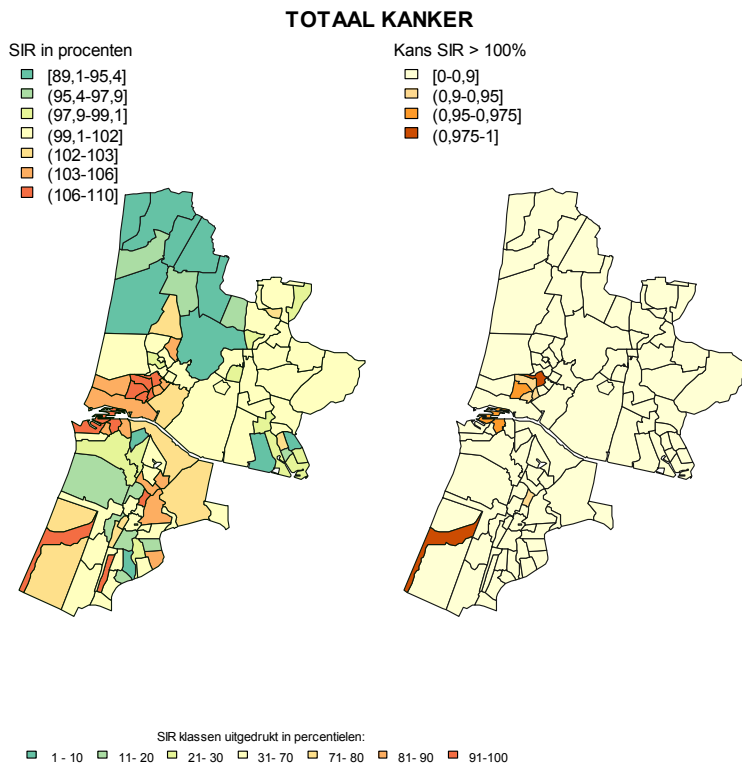 TOTAAL KANKER
SIR in procenten
[89,1-95,4]
(95,4-97,9]
(97,9-99,1]
(99,1-102]
(102-103]
(103-106]
(106-110]
Kans SIR > 100%
[0-0,9]
(0,9-0,95]
(0,95-0,975]
(0,975-1]
SIR klassen uitgedrukt in percentielen:
1 - 10 11- 20 21- 30 31- 70 71- 80 81- 90 91-100